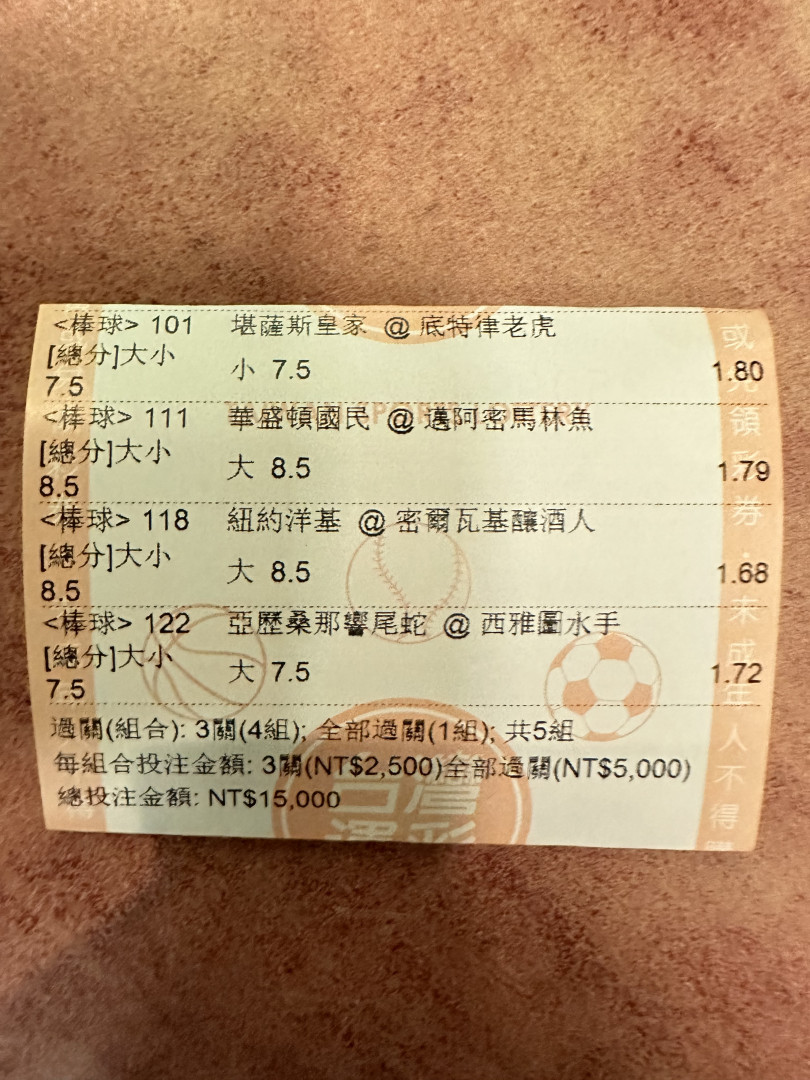 <棒球> 101 堪薩斯皇家 @ 底特律老虎
[總分]大小
7.5
小 7.5
1.80
<棒球> 111 華盛頓國民 @ 邁阿密馬林魚
[總分]大小
8.5
大 8.5
1.79
<棒球> 118 紐約洋基 @ 密爾瓦基釀酒人
[總分]大小
8.5
大 8.5
1.68
<棒球> 122 亞歷桑那響尾蛇 @ 西雅圖水手
[總分]大小
7.5
大 7.5
1.72
過關(組合): 3關(4組); 全部過關(1組); 共5組
每組合投注金額: 3關(NT$2,500)全部過關(NT$5,000)
總投注金額: NT$15,000
台灣
運彩